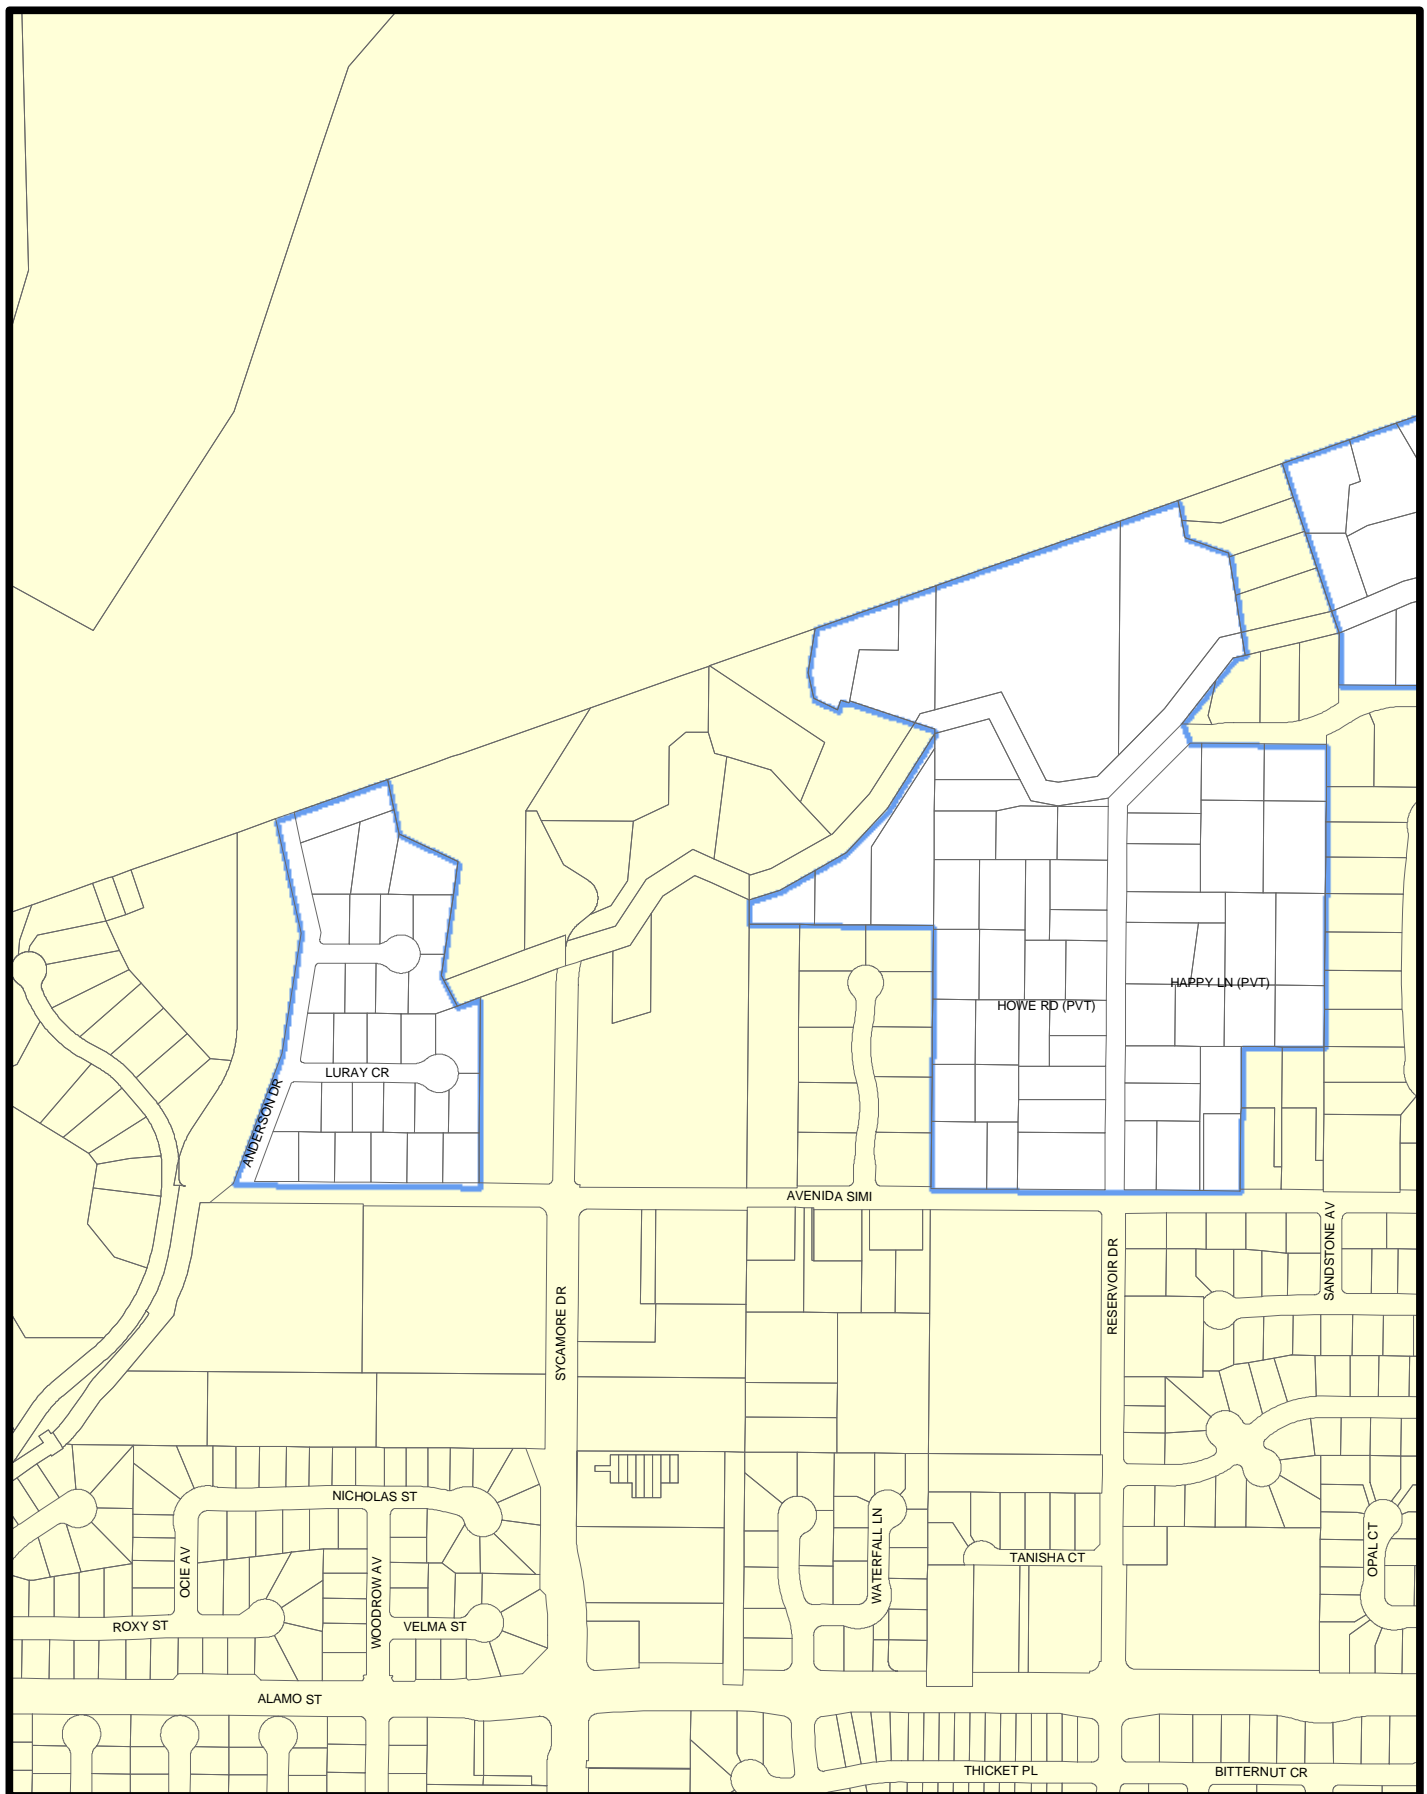 HAPPY LN (PVT)
HOWE RD (PVT)
LURAY CR
ANDERSON DR
AVENIDA SIMI
SANDSTONE AV
RESERVOIR DR
SYCAMORE DR
NICHOLAS ST
WATERFALL LN
OPAL CT
TANISHA CT
OCIE AV
WOODROW AV
ROXY ST
VELMA ST
ALAMO ST
THICKET PL
BITTERNUT CR